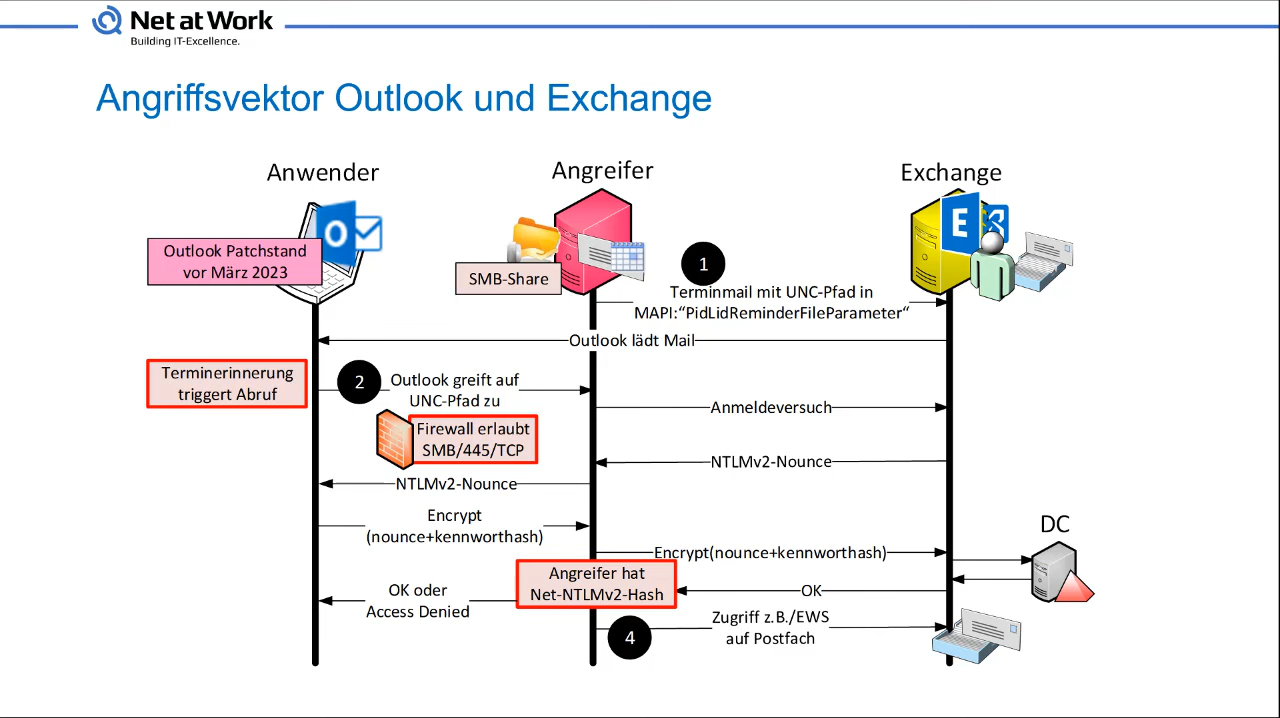 Net at Work
Building IT-Excellence.
Angriffsvektor Outlook und Exchange
Anwender
Angreifer
Exchange
Outlook Patchstand
vor März 2023
SMB-Share
1
Terminmail mit UNC-Pfad in
MAPI:“PidLidReminderFileParameter“
Outlook lädt Mail
Terminerinnerung
triggert Abruf
2
Outlook greift auf
UNC-Pfad zu
Anmeldeversuch
Firewall erlaubt
SMB/445/TCP
NTLMv2-Nounce
NTLMv2-Nounce
Encrypt
(nounce+kennworthash)
DC
Encrypt(nounce+kennworthash)
Angreifer hat
Net-NTLMv2-Hash
OK
OK oder
Access Denied
Zugriff z.B./EWS
auf Postfach
4